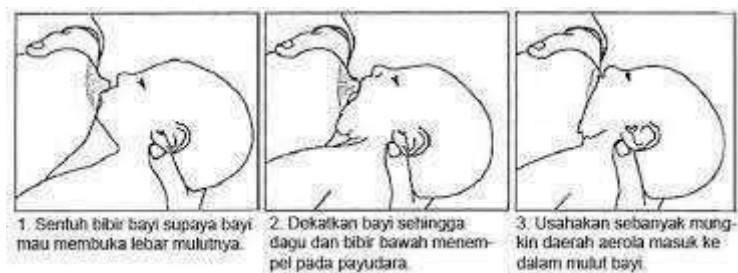 1. Sentuh bibir bayi supaya bayi
mau membuka lebar mulutnya.
2. Dekatkan bayi sehingga
dagu dan bibir bawah menem-
pel pada payudara.
3. Usahakan sebanyak mung-
kin daerah aerola masuk ke
dalam mulut bayi.